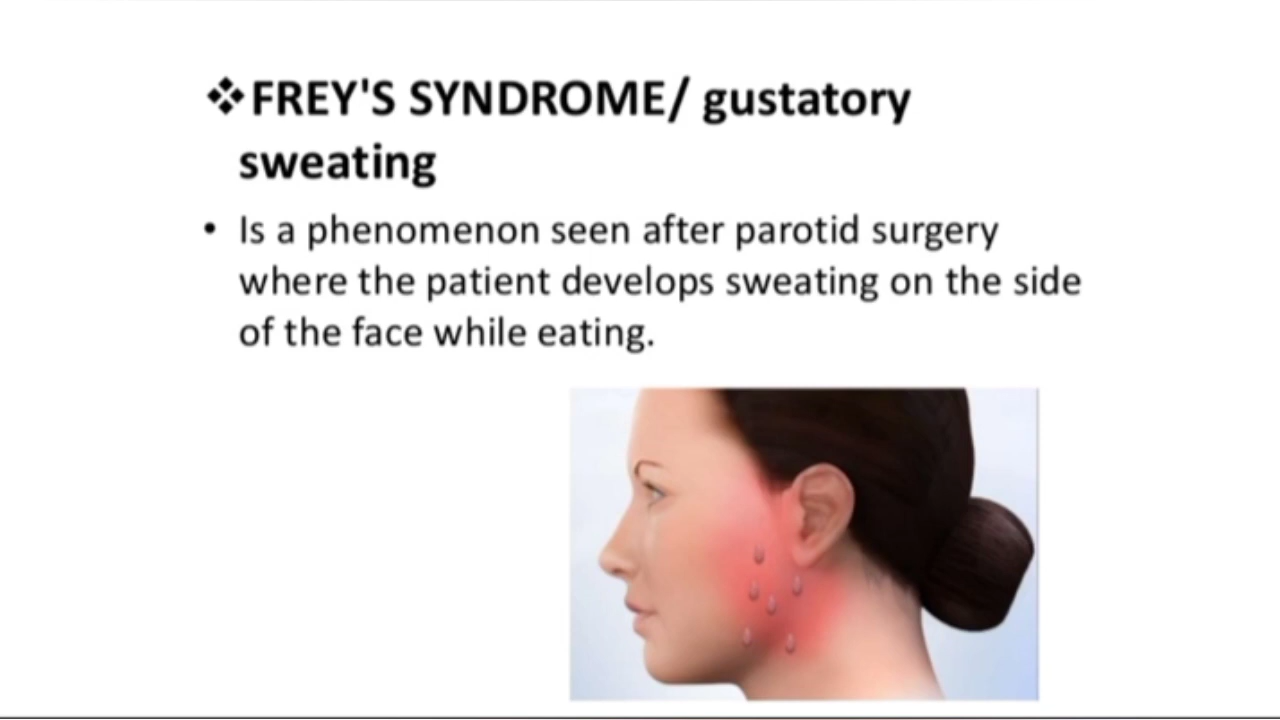 ❖FREY'S SYNDROME/ gustatory
sweating
• Is a phenomenon seen after parotid surgery
where the patient develops sweating on the side
of the face while eating.